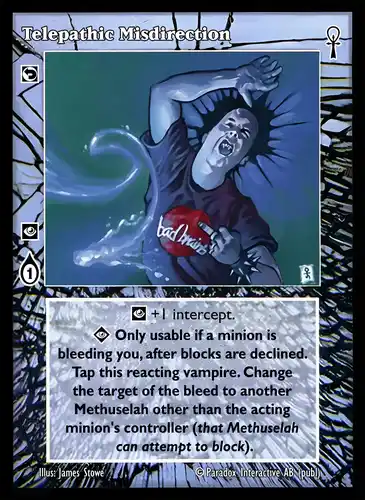 Telepathic Misdirection
bad brains
1
+1 intercept.
Only usable if a minion is
bleeding you, after blocks are declined.
Tap this reacting vampire. Change
the target of the bleed to another
Methuselah other than the acting
minion's controller (that Methuselah
can attempt to block).
Illus: James Stowe © Paradox Interactive AB (publ)